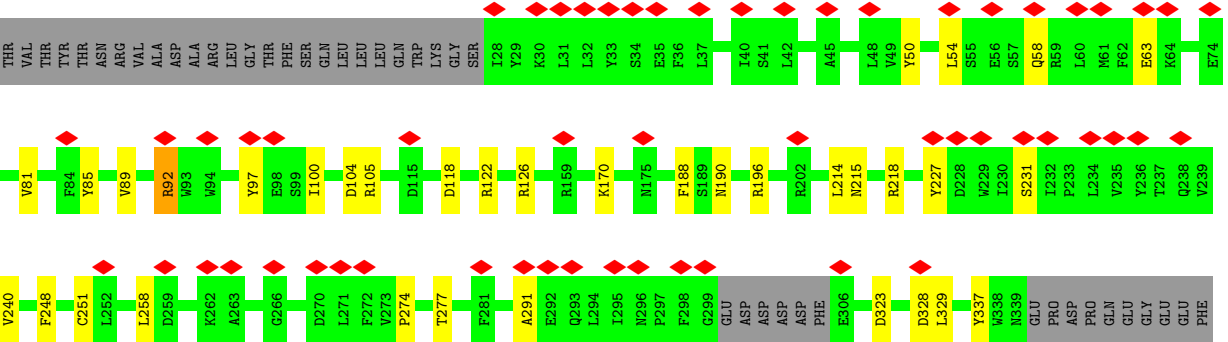 THR VAL THR TYR THR ASN ARG VAL ALA ASP ALA ARG LEU GLY THR PHE SER GLN LEU LEU LEU GLN TRP LYS GLY SER I28 Y29 K30 L31 L32 Y33 S34 E35 F36 L37 I40 S41 L42 A45 L48 V49 Y50 L54 S55 E56 S57 Q58 R59 L60 M61 F62 E63 K64 E74
V81 F84 Y85 V89 R92 W93 W94 Y97 E98 S99 I100 D104 R105 D115 D118 R122 R126 R159 K170 N175 F188 S189 N190 R196 R202 L214 N215 R218 Y227 D228 W229 I230 S231 I232 P233 L234 V235 Y236 T237 Q238 V239
V240 F248 C251 L252 L258 D259 K262 A263 G266 D270 L271 F272 V273 P274 T277 F281 A291 E292 Q293 L294 I295 N296 P297 F298 G299 GLU ASP ASP ASP ASP PHE E306 D323 D328 L329 Y337 W338 N339 GLU PRO ASP PRO GLN GLU GLY GLU GLU PHE